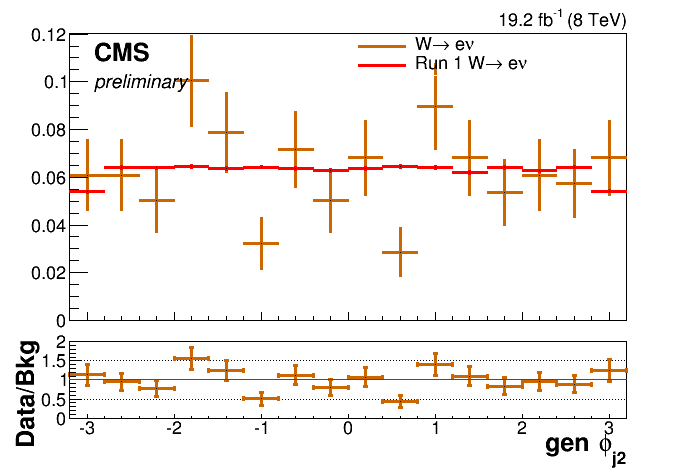 19.2 fb⁻¹ (8 TeV)
0.12
CMS
W→ eν
preliminary
Run 1 W→ eν
0.1
0.08
0.06
0.04
0.02
0
2
1.5
1
0.5
0
Data/Bkg
-3 -2 -1 0 1 2 3
gen ϕj2